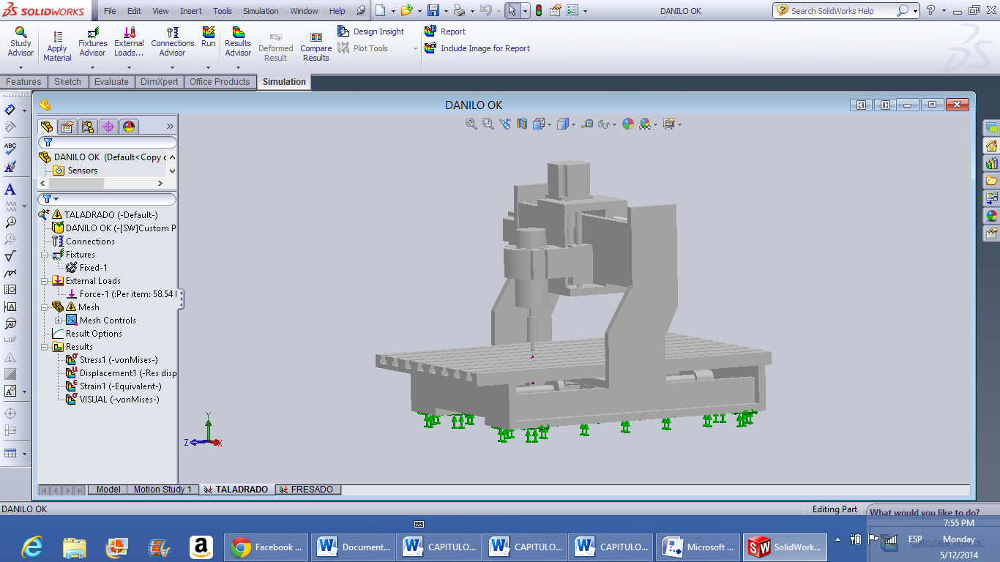 SOLIDWORKS File Edit View Insert Tools Simulation Window Help DANILO OK Search SolidWorks Help
Study Advisor
Apply Material
Fixtures Advisor
External Loads...
Connections Advisor
Run
Results Advisor
Deformed Result
Compare Results
Design Insight
Plot Tools
Report
Include Image for Report
Features Sketch Evaluate DimXpert Office Products Simulation
DANILO OK
DANILO OK (Default<Copy c
Sensors
TALADRADO (-Default-)
DANILO OK (-[SW]Custom P
Connections
Fixtures
Fixed-1
External Loads
Force-1 (:Per item: 58.54 l
Mesh
Mesh Controls
Result Options
Results
Stress1 (-vonMises-)
Displacement1 (-Res disp
Strain1 (-Equivalent-)
VISUAL (-vonMises-)
ABC
A
Y
Z X
Model Motion Study 1 TALADRADO FRESADO
DANILO OK Editing Part
What would you like to do?
Calculate results.
Facebook ... Document... CAPITULO... CAPITULO... CAPITULO... Microsoft ... SolidWork...
ESP
7:55 PM
Monday
5/12/2014